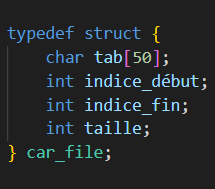 typedef struct {
    char tab[50];
    int indice_début;
    int indice_fin;
    int taille;
} car_file;